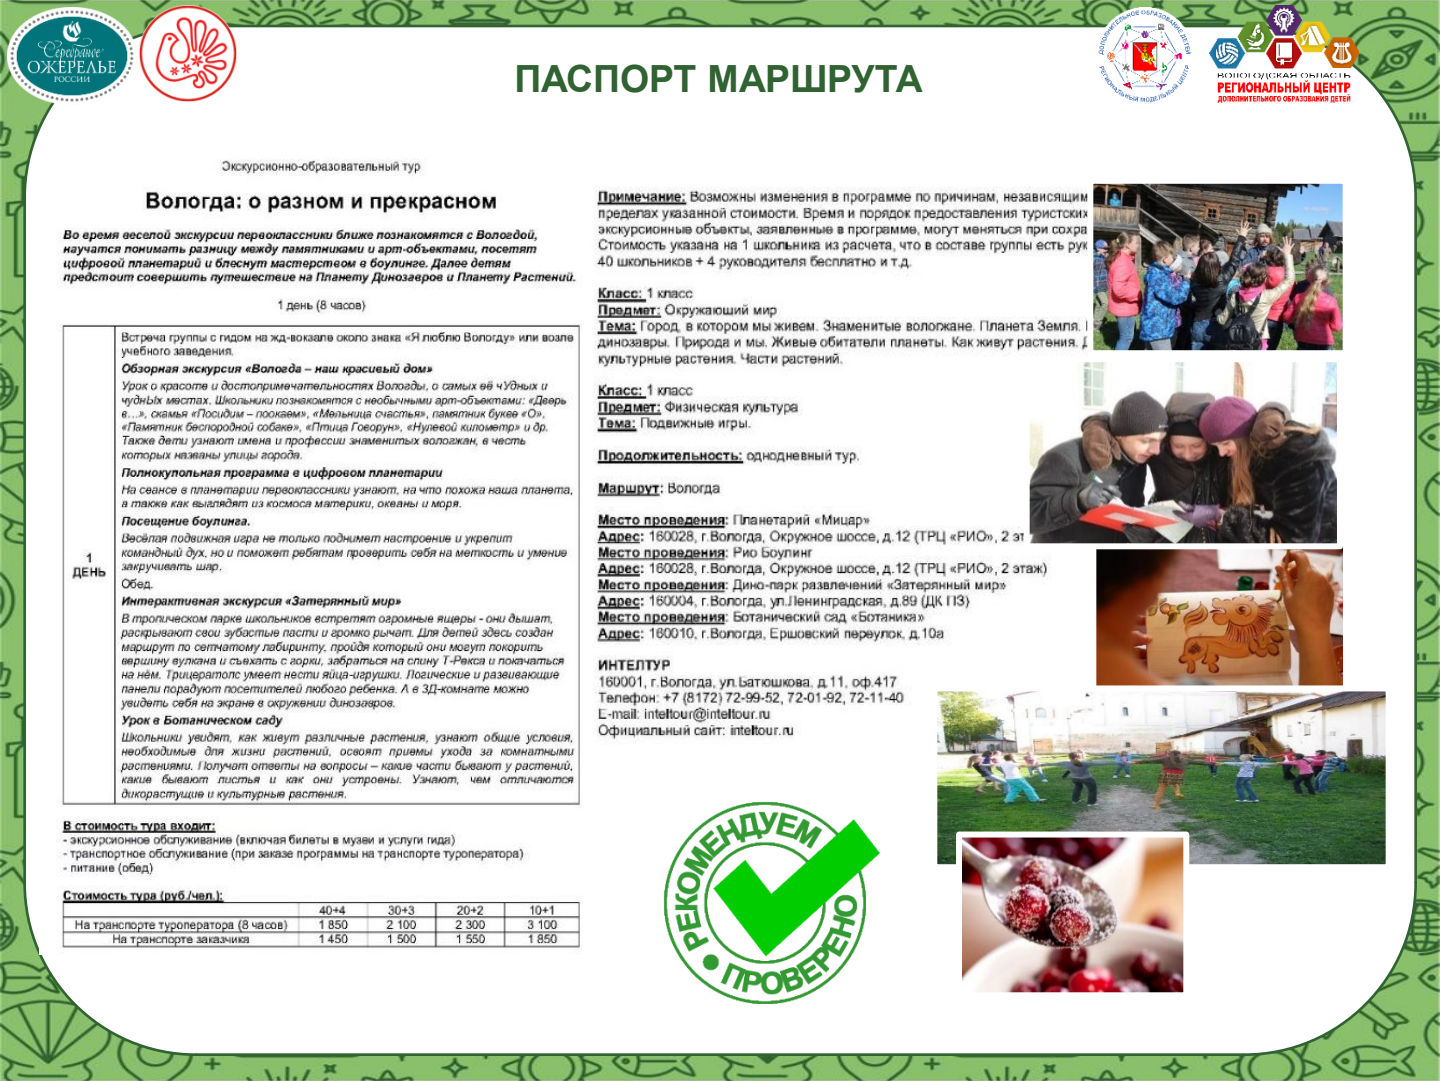 Серебряное
ОЖЕРЕЛЬЕ
РОССИИ
ДОПОЛНИТЕЛЬНОЕ ОБРАЗОВАНИЕ ДЕТЕЙ
РЕГИОНАЛЬНЫЙ МОДЕЛЬНЫЙ ЦЕНТР
ВОЛОГОДСКАЯ ОБЛАСТЬ
РЕГИОНАЛЬНЫЙ ЦЕНТР
ДОПОЛНИТЕЛЬНОГО ОБРАЗОВАНИЯ ДЕТЕЙ
ПАСПОРТ МАРШРУТА
Экскурсионно-образовательный тур
Вологда: о разном и прекрасном
Во время веселой экскурсии первоклассники ближе познакомятся с Вологдой,
научатся понимать разницу между памятниками и арт-объектами, посетят
цифровой планетарий и блеснут мастерством в боулинге. Далее детям
предстоит совершить путешествие на Планету Динозавров и Планету Растений.
1 день (8 часов)
1
ДЕНЬ
Встреча группы с гидом на жд-вокзале около знака «Я люблю Вологду» или возле
учебного заведения.
Обзорная экскурсия «Вологда – наш красивый дом»
Урок о красоте и достопримечательностях Вологды, о самых её чУдных и
чуднЫх местах. Школьники познакомятся с необычными арт-объектами: «Дверь
в…», скамья «Посидим – поокаем», «Мельница счастья», памятник букве «О»,
«Памятник беспородной собаке», «Птица Говорун», «Нулевой километр» и др.
Также дети узнают имена и профессии знаменитых вологжан, в честь
которых названы улицы города.
Полнокупольная программа в цифровом планетарии
На сеансе в планетарии первоклассники узнают, на что похожа наша планета,
а также как выглядят из космоса материки, океаны и моря.
Посещение боулинга.
Весёлая подвижная игра не только поднимет настроение и укрепит
командный дух, но и поможет ребятам проверить себя на меткость и умение
закручивать шар.
Обед.
Интерактивная экскурсия «Затерянный мир»
В тропическом парке школьников встретят огромные ящеры - они дышат,
раскрывают свои зубастые пасти и громко рычат. Для детей здесь создан
маршрут по сетчатому лабиринту, пройдя который они могут покорить
вершину вулкана и съехать с горки, забраться на спину Т-Рекса и покачаться
на нём. Трицератопс умеет нести яйца-игрушки. Логические и развивающие
панели порадуют посетителей любого ребенка. А в 3Д-комнате можно
увидеть себя на экране в окружении динозавров.
Урок в Ботаническом саду
Школьники увидят, как живут различные растения, узнают общие условия,
необходимые для жизни растений, освоят приемы ухода за комнатными
растениями. Получат ответы на вопросы – какие части бывают у растений,
какие бывают листья и как они устроены. Узнают, чем отличаются
дикорастущие и культурные растения.
В стоимость тура входит:
- экскурсионное обслуживание (включая билеты в музеи и услуги гида)
- транспортное обслуживание (при заказе программы на транспорте туроператора)
- питание (обед)
Стоимость тура (руб./чел.):
40+4 30+3 20+2 10+1
На транспорте туроператора (8 часов) 1 850 2 100 2 300 3 100
На транспорте заказчика 1 450 1 500 1 550 1 850
Примечание: Возможны изменения в программе по причинам, независящим
пределах указанной стоимости. Время и порядок предоставления туристских
экскурсионные объекты, заявленные в программе, могут меняться при сохра
Стоимость указана на 1 школьника из расчета, что в составе группы есть рук
40 школьников + 4 руководителя бесплатно и т.д.
Класс: 1 класс
Предмет: Окружающий мир
Тема: Город, в котором мы живем. Знаменитые вологжане. Планета Земля.
динозавры. Природа и мы. Живые обитатели планеты. Как живут растения.
культурные растения. Части растений.
Класс: 1 класс
Предмет: Физическая культура
Тема: Подвижные игры.
Продолжительность: однодневный тур.
Маршрут: Вологда
Место проведения: Планетарий «Мицар»
Адрес: 160028, г.Вологда, Окружное шоссе, д.12 (ТРЦ «РИО», 2 эт
Место проведения: Рио Боулинг
Адрес: 160028, г.Вологда, Окружное шоссе, д.12 (ТРЦ «РИО», 2 этаж)
Место проведения: Дино-парк развлечений «Затерянный мир»
Адрес: 160004, г.Вологда, ул.Ленинградская, д.89 (ДК ПЗ)
Место проведения: Ботанический сад «Ботаника»
Адрес: 160010, г.Вологда, Ершовский переулок, д.10а
ИНТЕЛТУР
160001, г.Вологда, ул.Батюшкова, д.11, оф.417
Телефон: +7 (8172) 72-99-52, 72-01-92, 72-11-40
E-mail: inteltour@inteltour.ru
Официальный сайт: inteltour.ru
РЕКОМЕНДУЕМ
ПРОВЕРЕНО